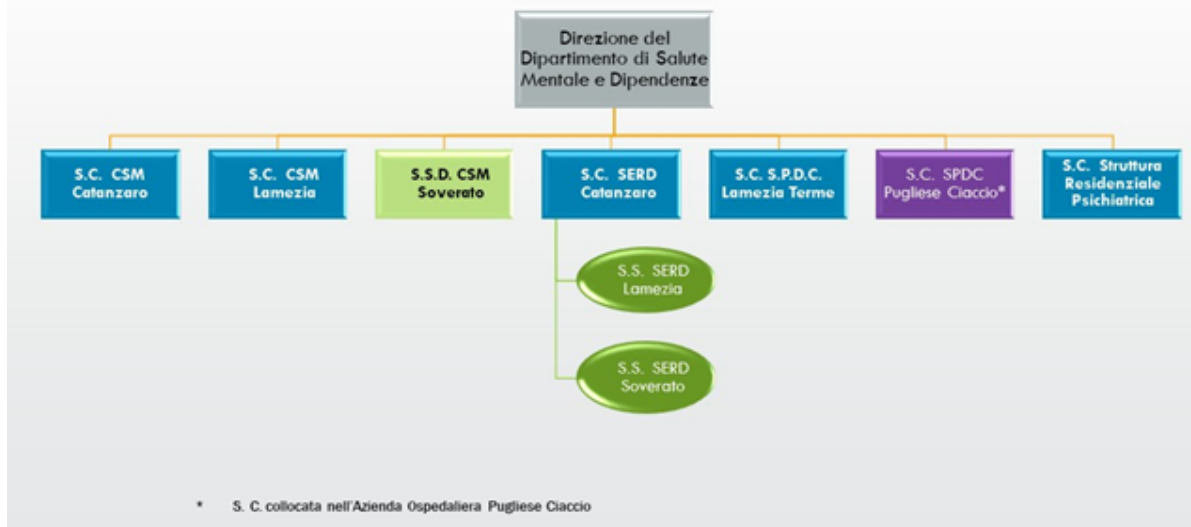 Direzione del
Dipartimento di Salute
Mentale e Dipendenze
S.C. CSM
Catanzaro
S.C. CSM
Lamezia
S.S.D. CSM
Soverato
S.C. SERD
Catanzaro
S.C. S.P.D.C.
Lamezia Terme
S.C. SPDC
Pugliese Ciaccio*
S.C. Struttura
Residenziale
Psichiatrica
S.S. SERD
Lamezia
S.S. SERD
Soverato
* S. C. collocata nell'Azienda Ospedaliera Pugliese Ciaccio